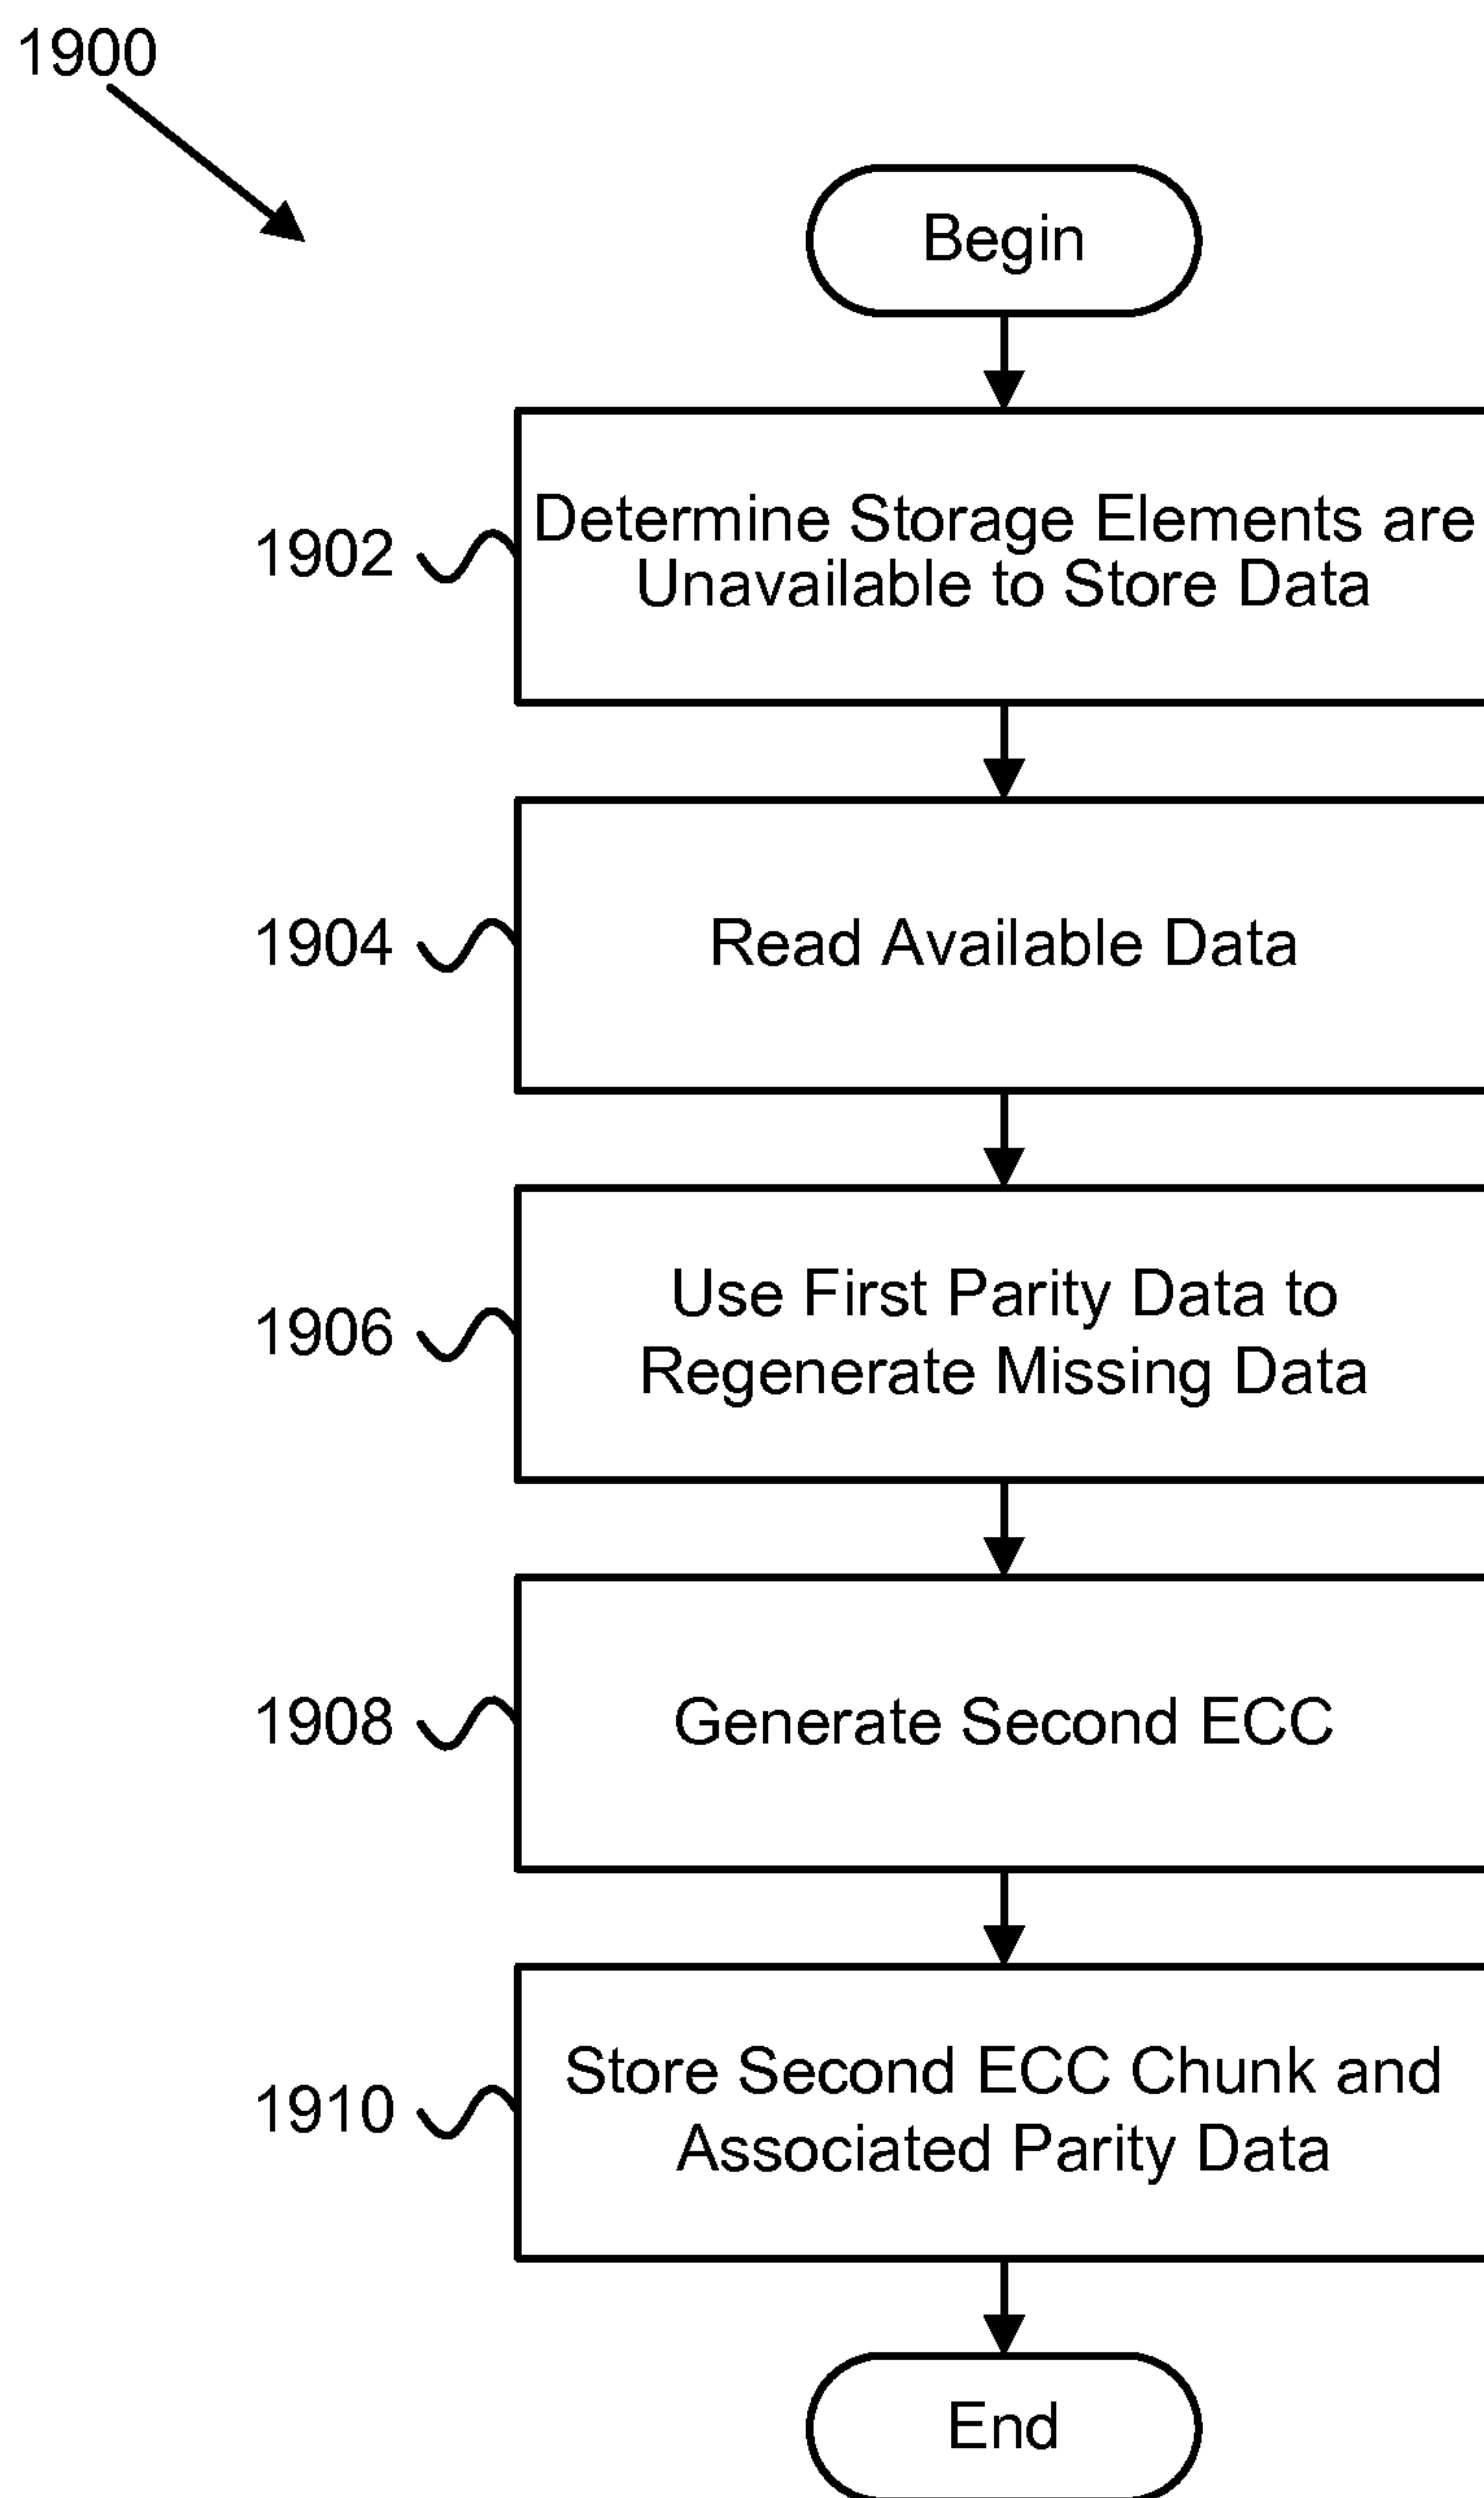 1900
Begin
1902
Determine Storage Elements are
Unavailable to Store Data
1904
Read Available Data
1906
Use First Parity Data to
Regenerate Missing Data
1908
Generate Second ECC
1910
Store Second ECC Chunk and
Associated Parity Data
End